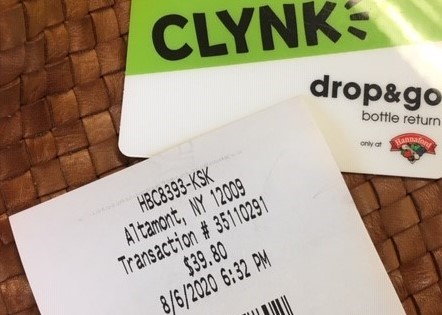 CLYNK
drop&go
bottle return
only at Hannaford
HBC8393-KSK
Altamont, NY 12009
Transaction # 35110291
$39.80
8/6/2020 6:32 PM